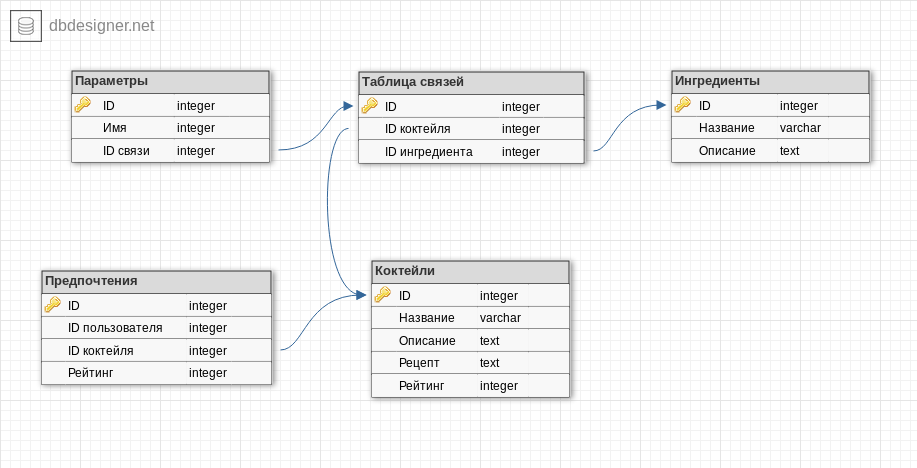 dbdesigner.net
Параметры
ID integer
Имя integer
ID связи integer
Таблица связей
ID integer
ID коктейля integer
ID ингредиента integer
Ингредиенты
ID integer
Название varchar
Описание text
Предпочтения
ID integer
ID пользователя integer
ID коктейля integer
Рейтинг integer
Коктейли
ID integer
Название varchar
Описание text
Рецепт text
Рейтинг integer